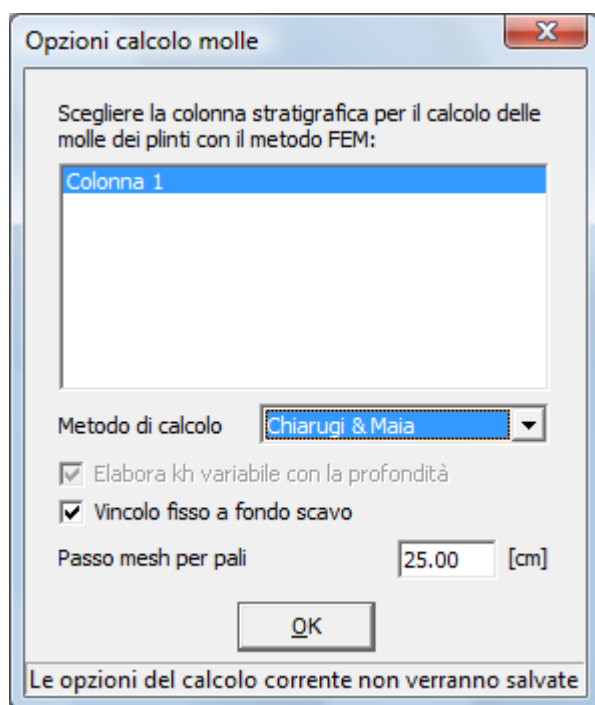 Opzioni calcolo molle
Scegliere la colonna stratigrafica per il calcolo delle
molle dei plinti con il metodo FEM:
Colonna 1
Metodo di calcolo Chiarugi & Maia
Elabora kh variabile con la profondità
Vincolo fisso a fondo scavo
Passo mesh per pali 25.00 [cm]
OK
Le opzioni del calcolo corrente non verranno salvate